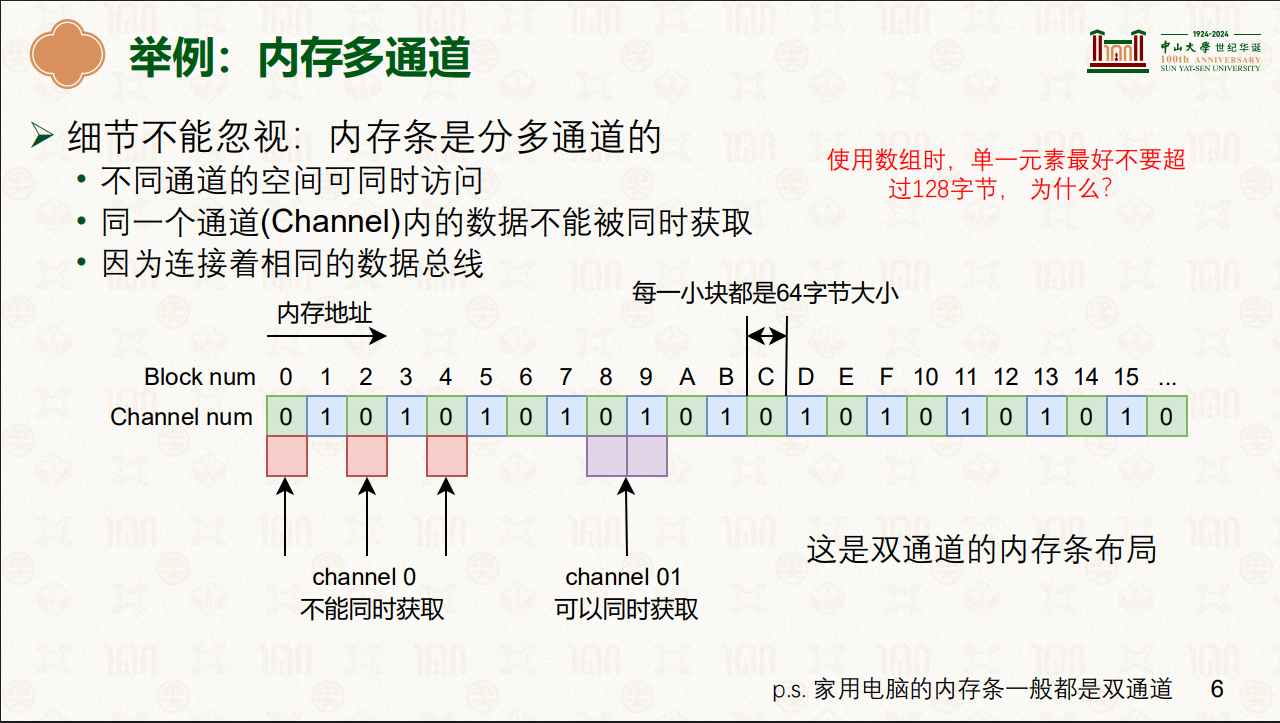 举例：内存多通道
1924-2024
中山大學 世纪华诞
100th ANNIVERSARY
SUN YAT-SEN UNIVERSITY
细节不能忽视：内存条是分多通道的
不同通道的空间可同时访问
同一个通道(Channel)内的数据不能被同时获取
因为连接着相同的数据总线
使用数组时，单一元素最好不要超
过128字节， 为什么？
每一小块都是64字节大小
内存地址
Block num 0 1 2 3 4 5 6 7 8 9 A B C D E F 10 11 12 13 14 15 ...
Channel num 0 1 0 1 0 1 0 1 0 1 0 1 0 1 0 1 0 1 0 1 0 1 0
channel 0
不能同时获取
channel 01
可以同时获取
这是双通道的内存条布局
p.s. 家用电脑的内存条一般都是双通道
6